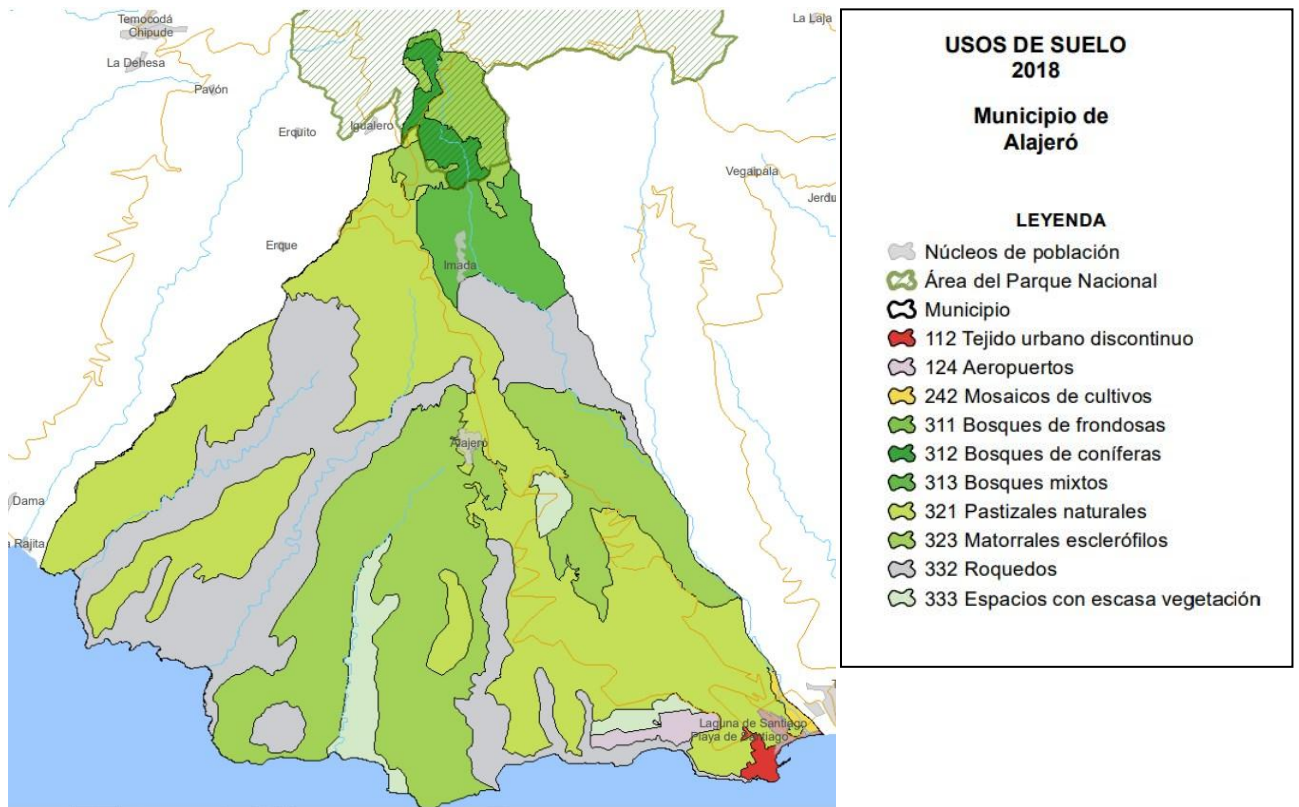 Temocodá
Chipude
La Dehesa
Pavón
Erquito
Igualero
La Laja
Vegaipala
Jerdu
Erque
Imada
Alajeró
Dama
a Rajita
Laguna de Santiago
Playa de Santiago
T
USOS DE SUELO
2018
Municipio de
Alajeró
LEYENDA
Núcleos de población
Área del Parque Nacional
Municipio
112 Tejido urbano discontinuo
124 Aeropuertos
242 Mosaicos de cultivos
311 Bosques de frondosas
312 Bosques de coníferas
313 Bosques mixtos
321 Pastizales naturales
323 Matorrales esclerófilos
332 Roquedos
333 Espacios con escasa vegetación